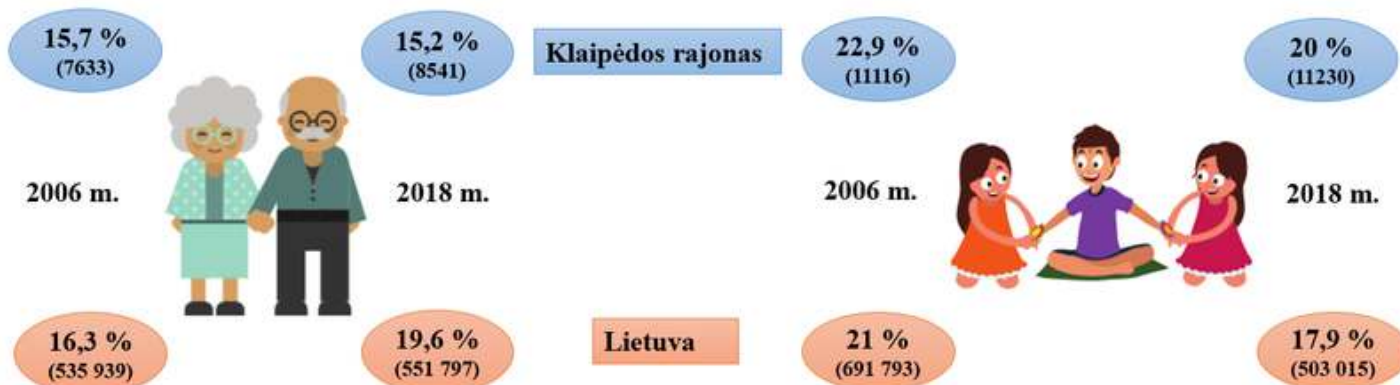 15,7 %
(7633)
15,2 %
(8541)
Klaipėdos rajonas
22,9 %
(11116)
20 %
(11230)
2006 m.
2018 m.
2006 m.
2018 m.
16,3 %
(535 939)
19,6 %
(551 797)
Lietuva
21 %
(691 793)
17,9 %
(503 015)